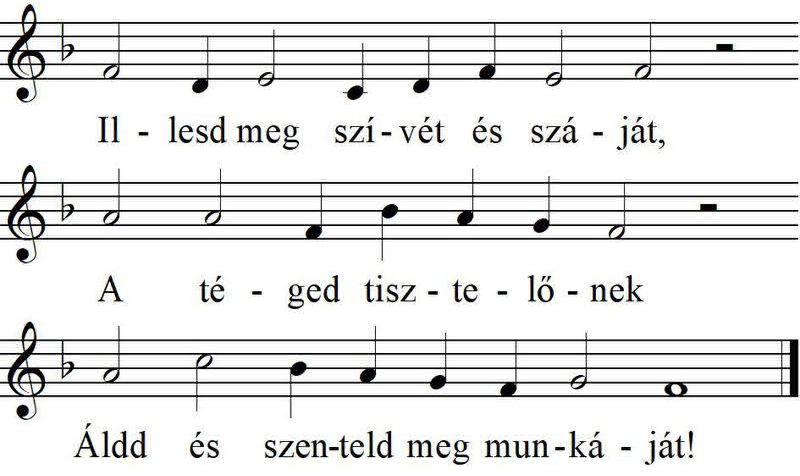 Il - lesd meg szí - vét és szá - ját,
A té - ged tisz - te - lő - nek
Áldd és szen-teld meg mun-ká - ját!